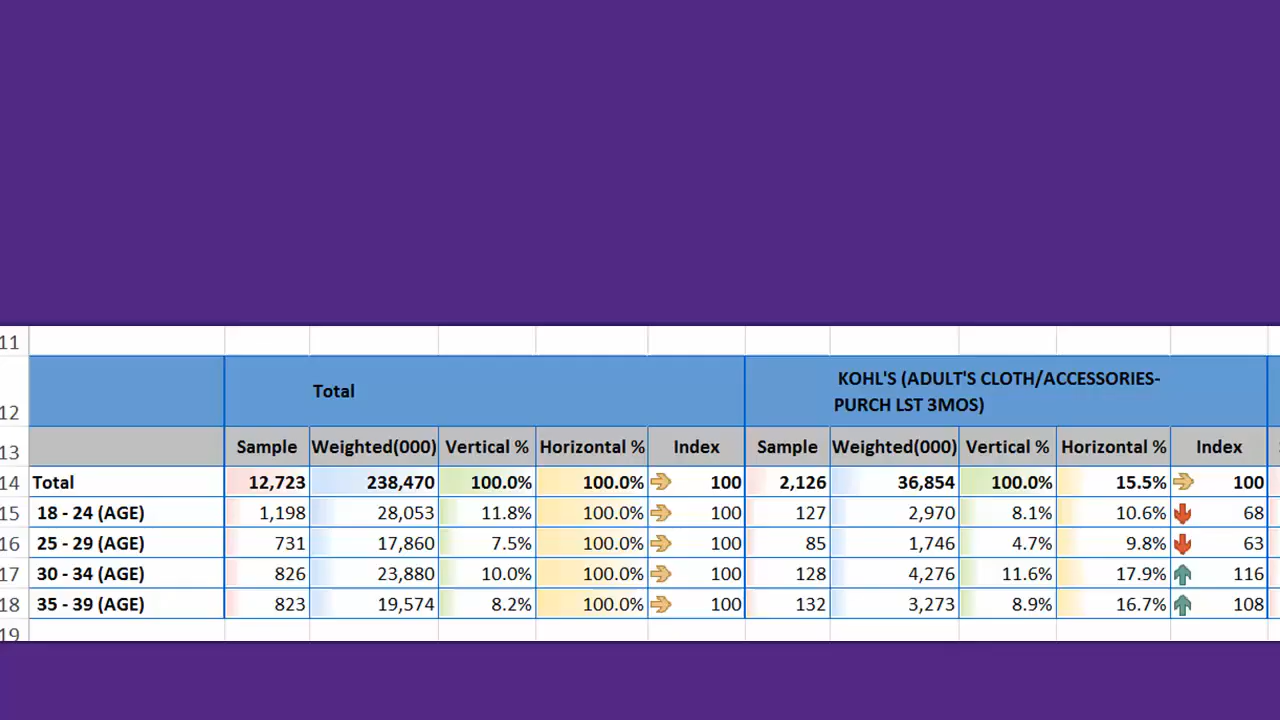 11
12 Total KOHL'S (ADULT'S CLOTH/ACCESSORIES-
PURCH LST 3MOS)
13 Sample Weighted(000) Vertical % Horizontal % Index Sample Weighted(000) Vertical % Horizontal % Index
14 Total 12,723 238,470 100.0% 100.0% 100 2,126 36,854 100.0% 15.5% 100
15 18 - 24 (AGE) 1,198 28,053 11.8% 100.0% 100 127 2,970 8.1% 10.6% 68
16 25 - 29 (AGE) 731 17,860 7.5% 100.0% 100 85 1,746 4.7% 9.8% 63
17 30 - 34 (AGE) 826 23,880 10.0% 100.0% 100 128 4,276 11.6% 17.9% 116
18 35 - 39 (AGE) 823 19,574 8.2% 100.0% 100 132 3,273 8.9% 16.7% 108
19